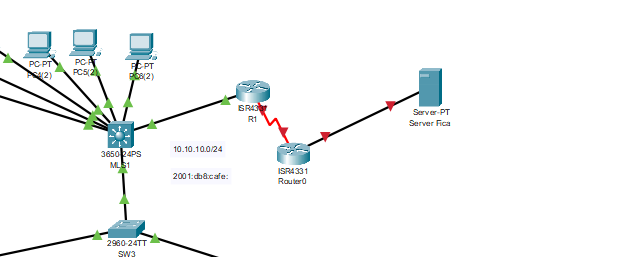 PC-PT
PC4(2)
PC-PT
PC5(2)
PC-PT
PC6(2)
ISR4331
R1
Server-PT
Server Fica
3650-24PS
MLS1
10.10.10.0/24
2001:db8:cafe:
ISR4331
Router0
2960-24TT
SW3